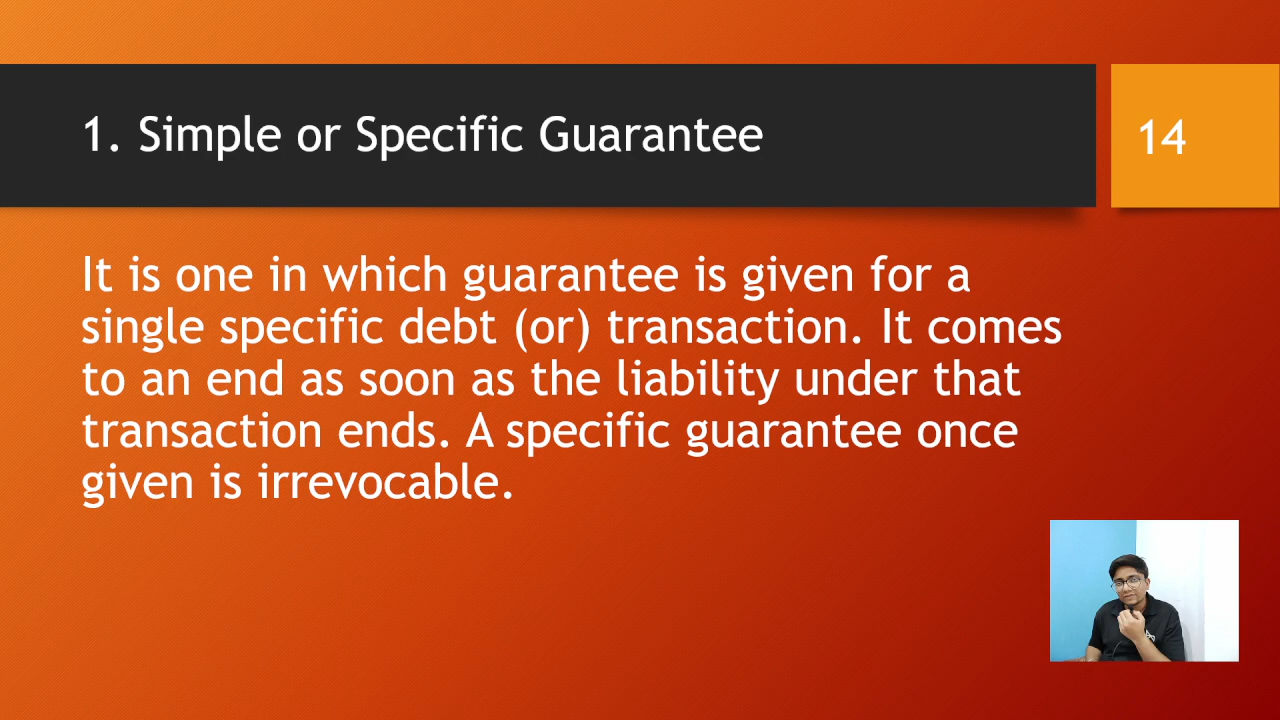 1. Simple or Specific Guarantee
14
It is one in which guarantee is given for a
single specific debt (or) transaction. It comes
to an end as soon as the liability under that
transaction ends. A specific guarantee once
given is irrevocable.